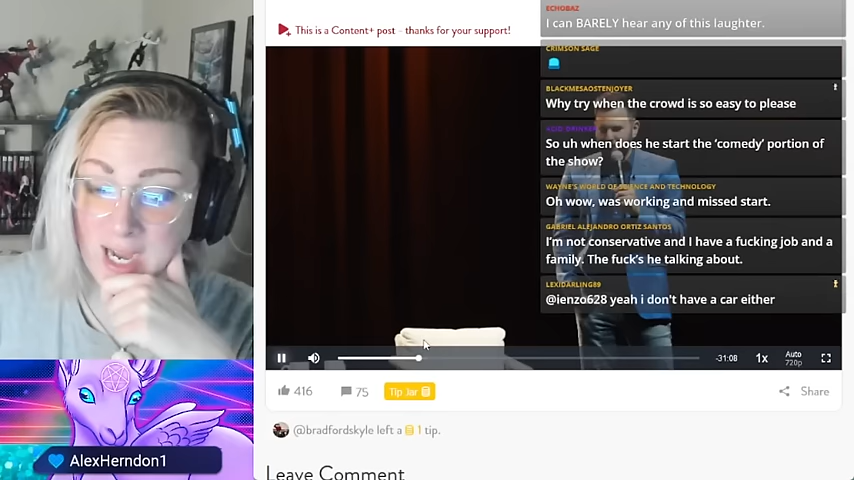 This is a Content+ post - thanks for your support!
ECHOBAZ
I can BARELY hear any of this laughter.
CRIMSON SAGE
BLACKMESAOSTENJOYER
Why try when the crowd is so easy to please
ACID DRINKER
So uh when does he start the ‘comedy’ portion of
the show?
WAYNE'S WORLD OF SCIENCE AND TECHNOLOGY
Oh wow, was working and missed start.
GABRIEL ALEJANDRO ORTIZ SANTOS
I’m not conservative and I have a fucking job and a
family. The fuck’s he talking about.
LEXIDARLING89
@ienzo628 yeah i don't have a car either
-31:08
1x
Auto
720p
416
75
Tip Jar
Share
@bradfordskyle left a 1 tip.
AlexHerndon1
Leave Comment